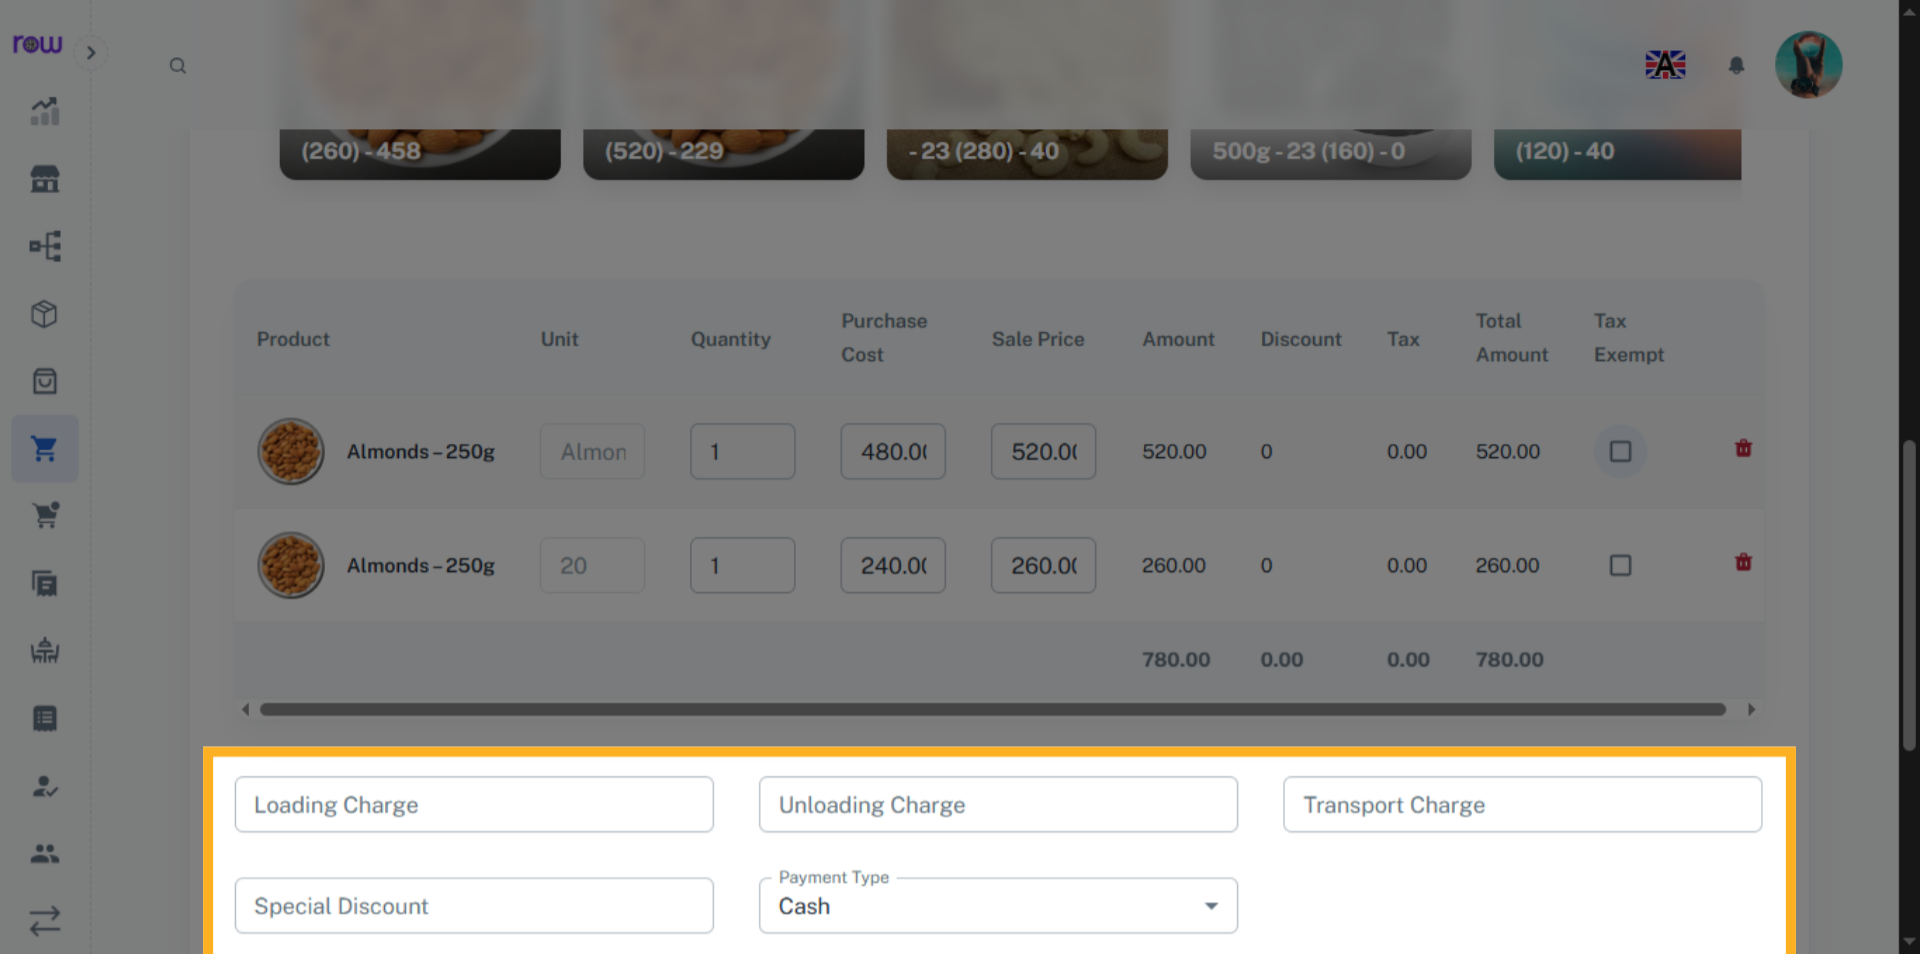 row
A
(260) - 458
(520) - 229
- 23 (280) - 40
500g - 23 (160) - 0
(120) - 40
Product Unit Quantity Purchase Cost Sale Price Amount Discount Tax Total Amount Tax Exempt
Almonds – 250g Almon 1 480.0 520.0 520.00 0 0.00 520.00
Almonds – 250g 20 1 240.0 260.0 260.00 0 0.00 260.00
780.00 0.00 0.00 780.00
Loading Charge
Unloading Charge
Transport Charge
Special Discount
Payment Type
Cash